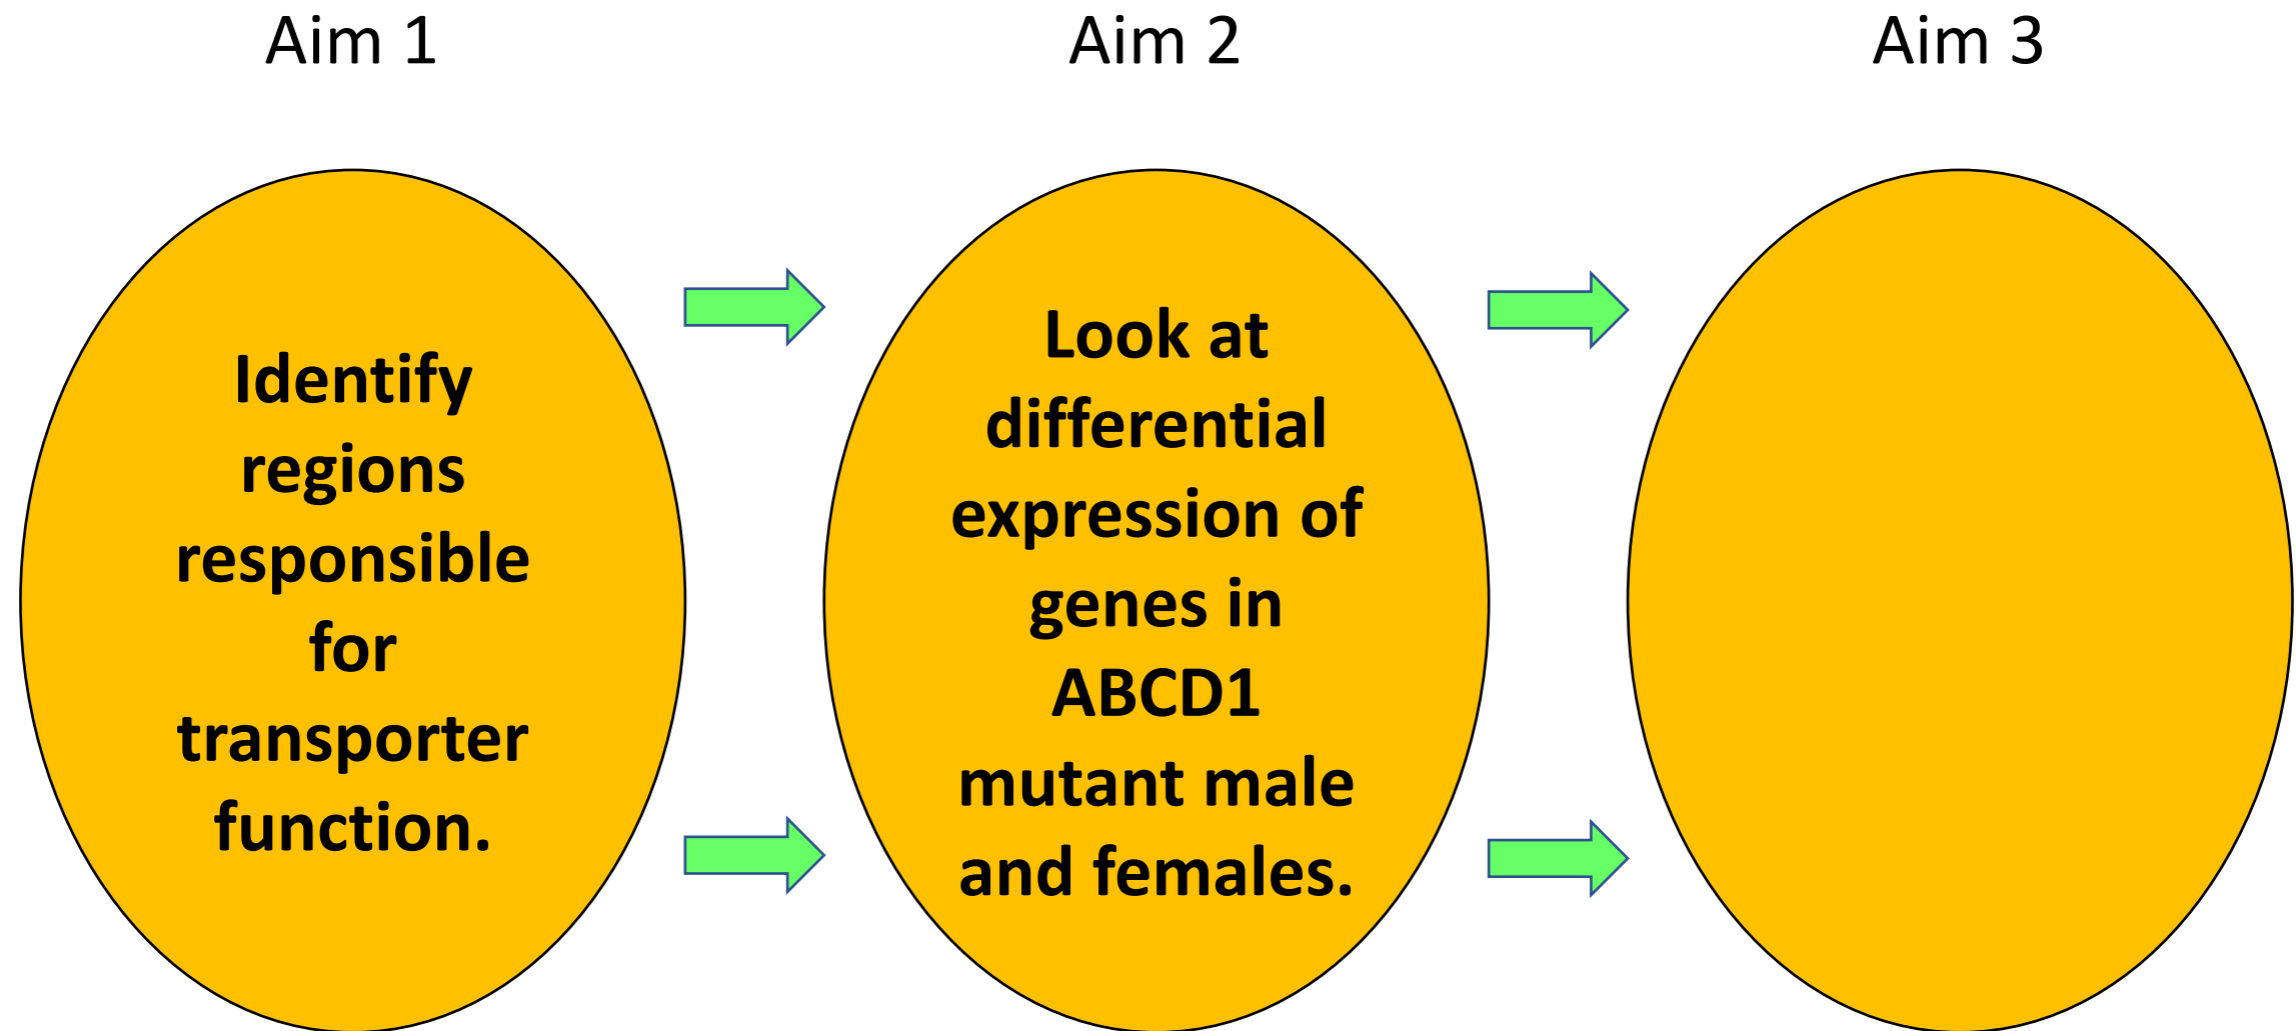 Aim 1
Aim 2
Aim 3
Identify
regions
responsible
for
transporter
function.
Look at
differential
expression of
genes in
ABCD1
mutant male
and females.